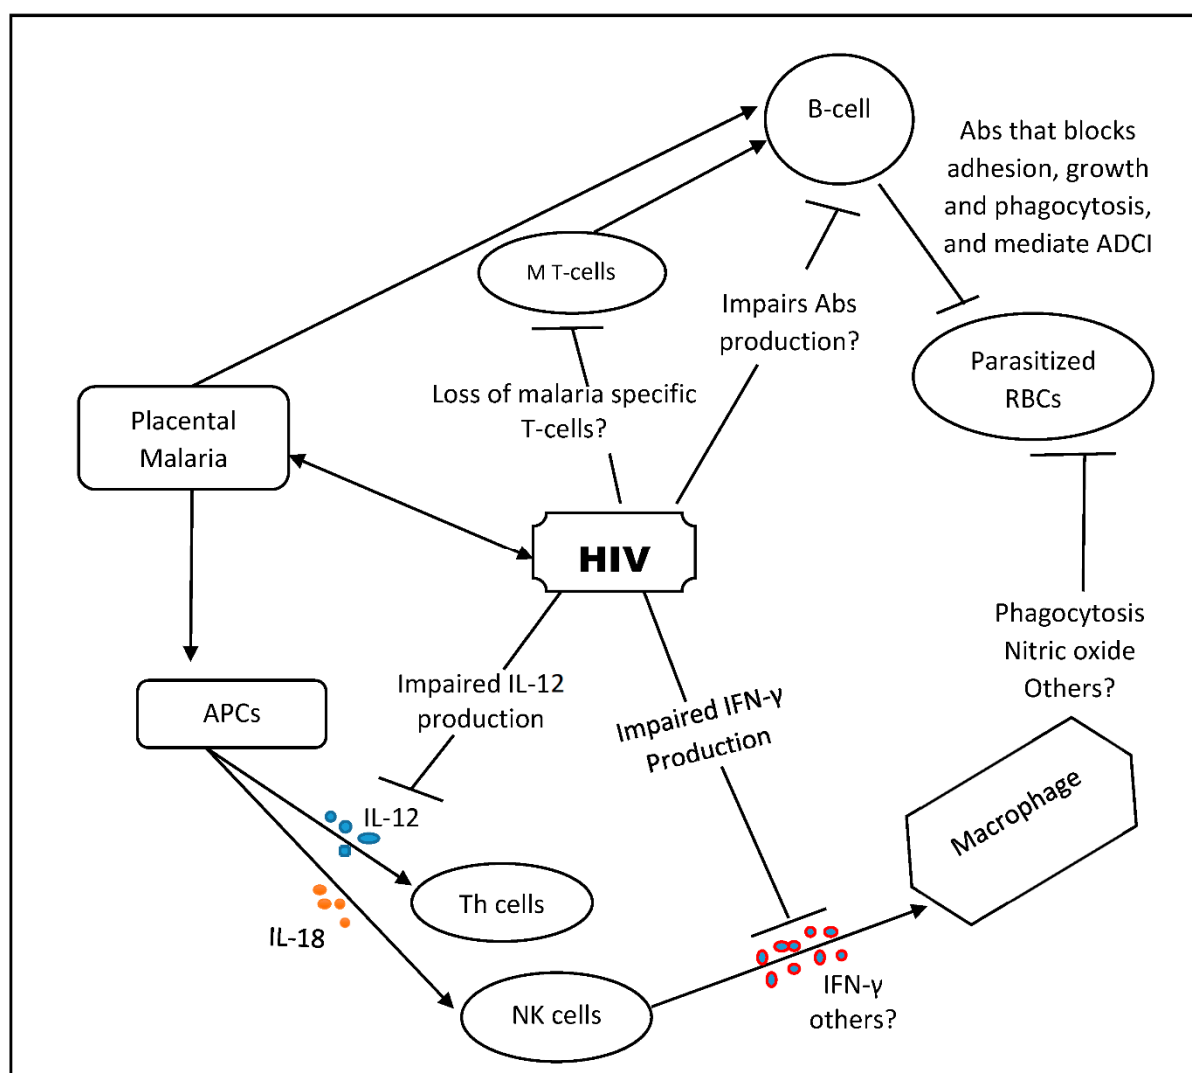 B-cell
Abs that blocks
adhesion, growth
and phagocytosis,
and mediate ADCI
M T-cells
Impairs Abs
production?
Parasitized
RBCs
Loss of malaria specific
T-cells?
Placental
Malaria
HIV
Phagocytosis
Nitric oxide
Others?
Impaired IL-12
production
APCs
Impaired IFN-γ
Production
Macrophage
IL-12
Th cells
IL-18
IFN-γ
others?
NK cells